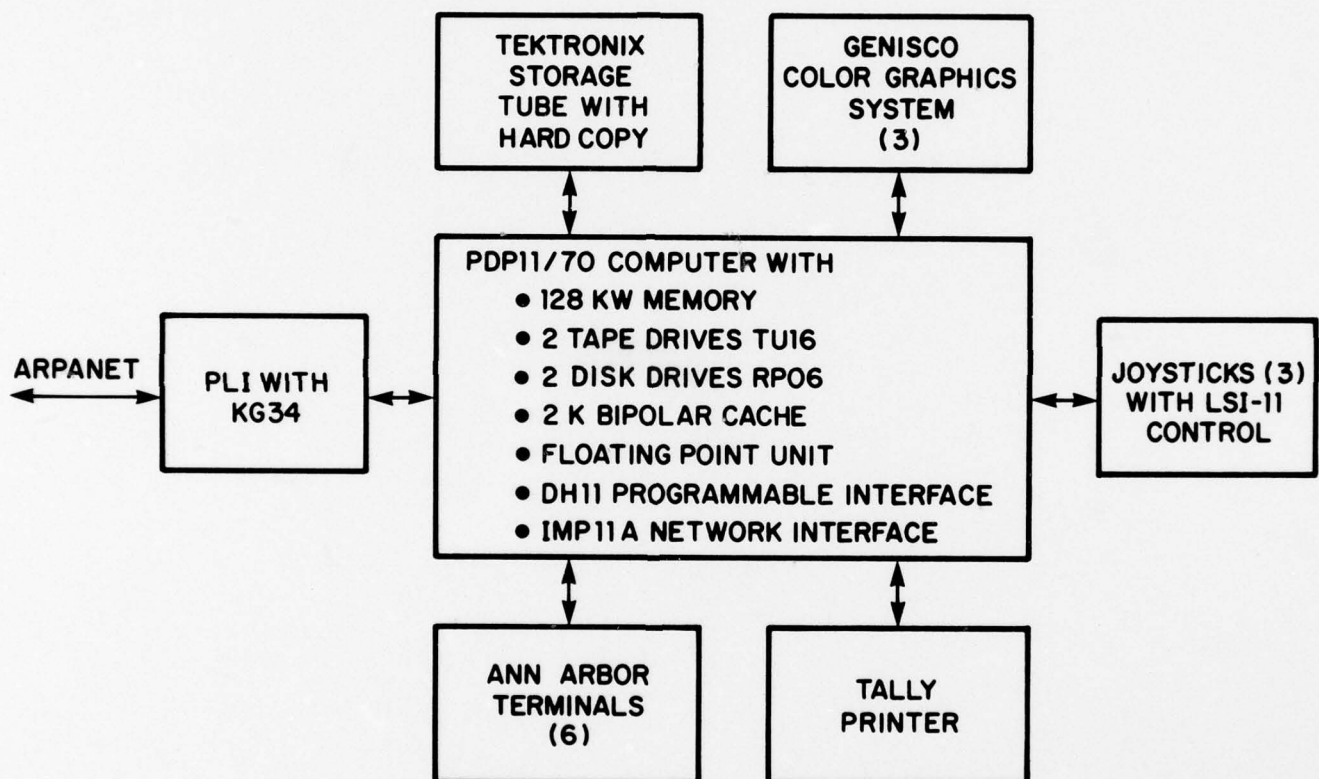 TEKTRONIX
STORAGE
TUBE WITH
HARD COPY
GENISCO
COLOR GRAPHICS
SYSTEM
(3)
ARPANET
PLI WITH
KG34
PDP11/70 COMPUTER WITH
● 128 KW MEMORY
● 2 TAPE DRIVES TU16
● 2 DISK DRIVES RPO6
● 2 K BIPOLAR CACHE
● FLOATING POINT UNIT
● DH11 PROGRAMMABLE INTERFACE
● IMP11A NETWORK INTERFACE
JOYSTICKS (3)
WITH LSI-11
CONTROL
ANN ARBOR
TERMINALS
(6)
TALLY
PRINTER